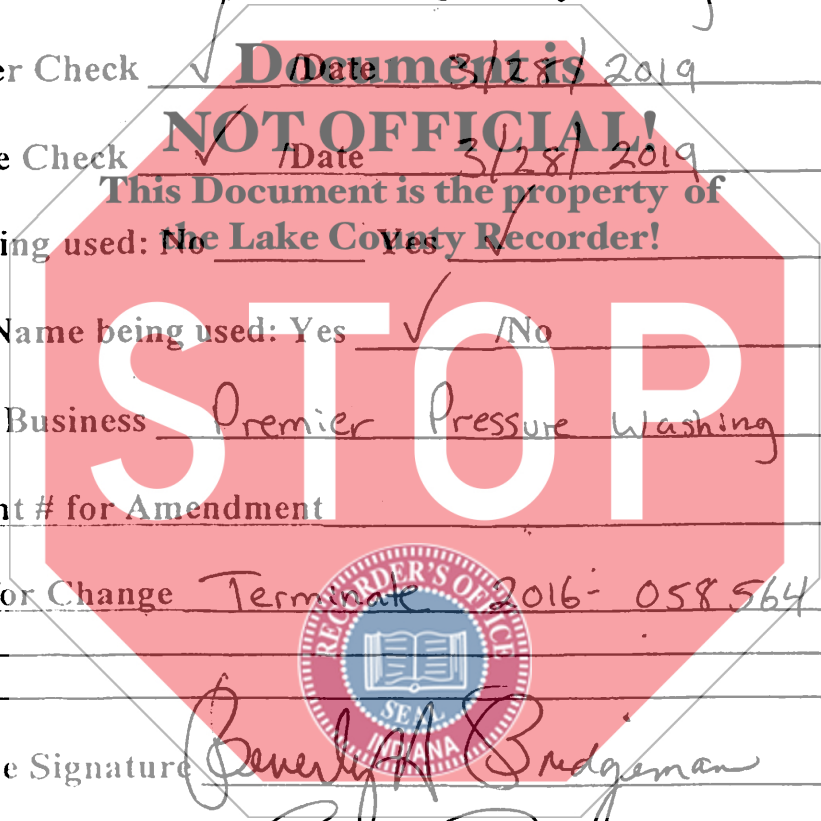 er Check ✓ /Date 3/28/ 2019
Document is
NOT OFFICIAL!
e Check ✓ /Date 3/28/ 2019
This Document is the property of
the Lake County Recorder!
ing used: No Yes ✓
Name being used: Yes ✓ /No
STOP
Business Premier Pressure Washing
nt # for Amendment
or Change Terminate 2016- 058564
RECORDER'S OFFICE
SEAL
INDIANA
e Signature Beverly A Bridgeman